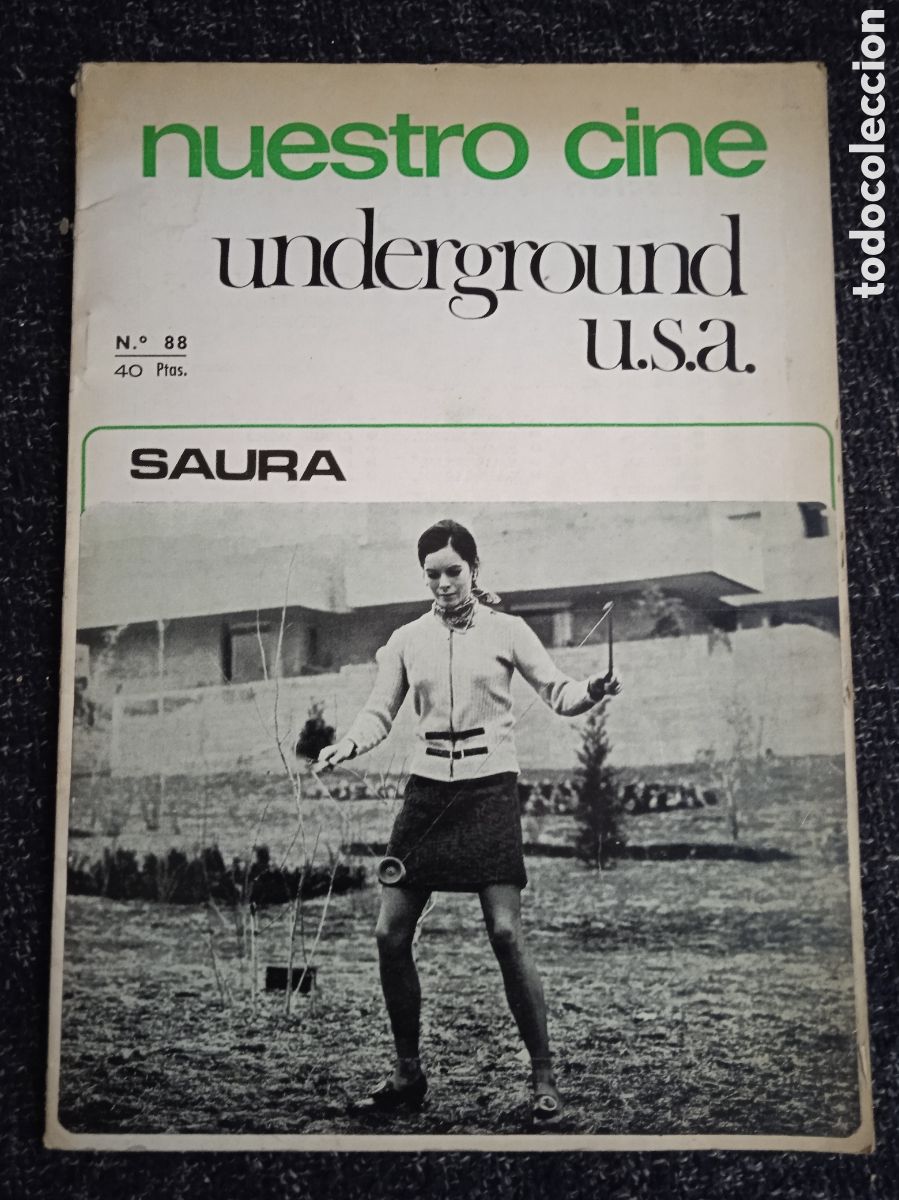 nuestro cine
underground
u.s.a.
N.º 88
40 Ptas.
SAURA
todocoleccion